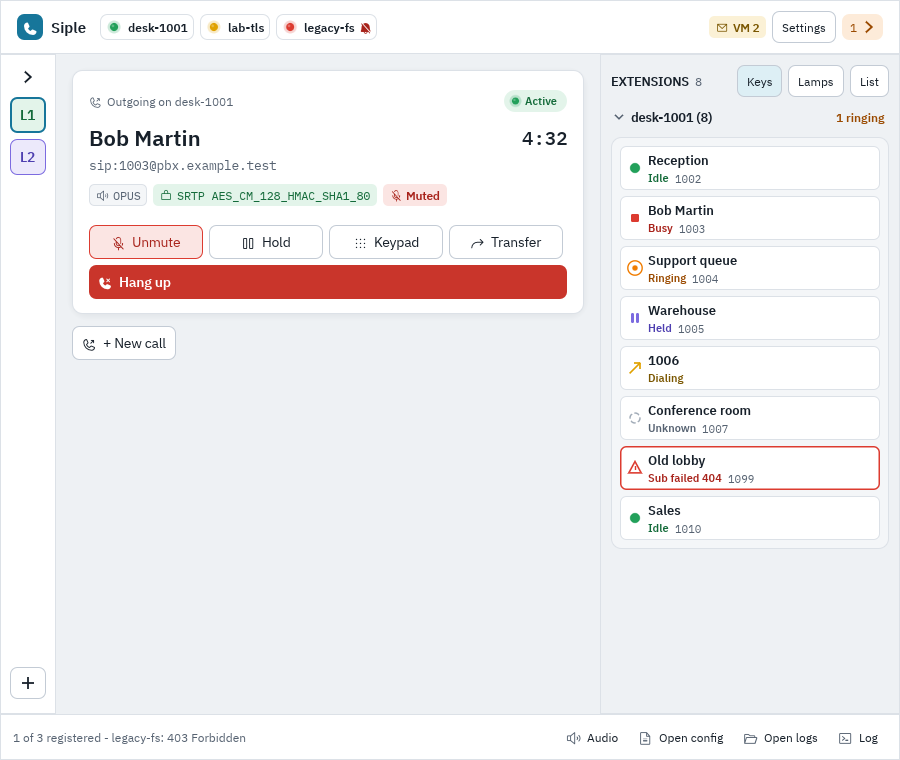 Siple desk-1001 lab-tls legacy-fs VM 2 Settings 1
L1
L2
Outgoing on desk-1001 Active
Bob Martin 4:32
sip:1003@pbx.example.test
OPUS SRTP AES_CM_128_HMAC_SHA1_80 Muted
Unmute Hold Keypad Transfer
Hang up
+ New call
EXTENSIONS 8 Keys Lamps List
desk-1001 (8) 1 ringing
Reception
Idle 1002
Bob Martin
Busy 1003
Support queue
Ringing 1004
Warehouse
Held 1005
1006
Dialing
Conference room
Unknown 1007
Old lobby
Sub failed 404 1099
Sales
Idle 1010
1 of 3 registered - legacy-fs: 403 Forbidden Audio Open config Open logs Log